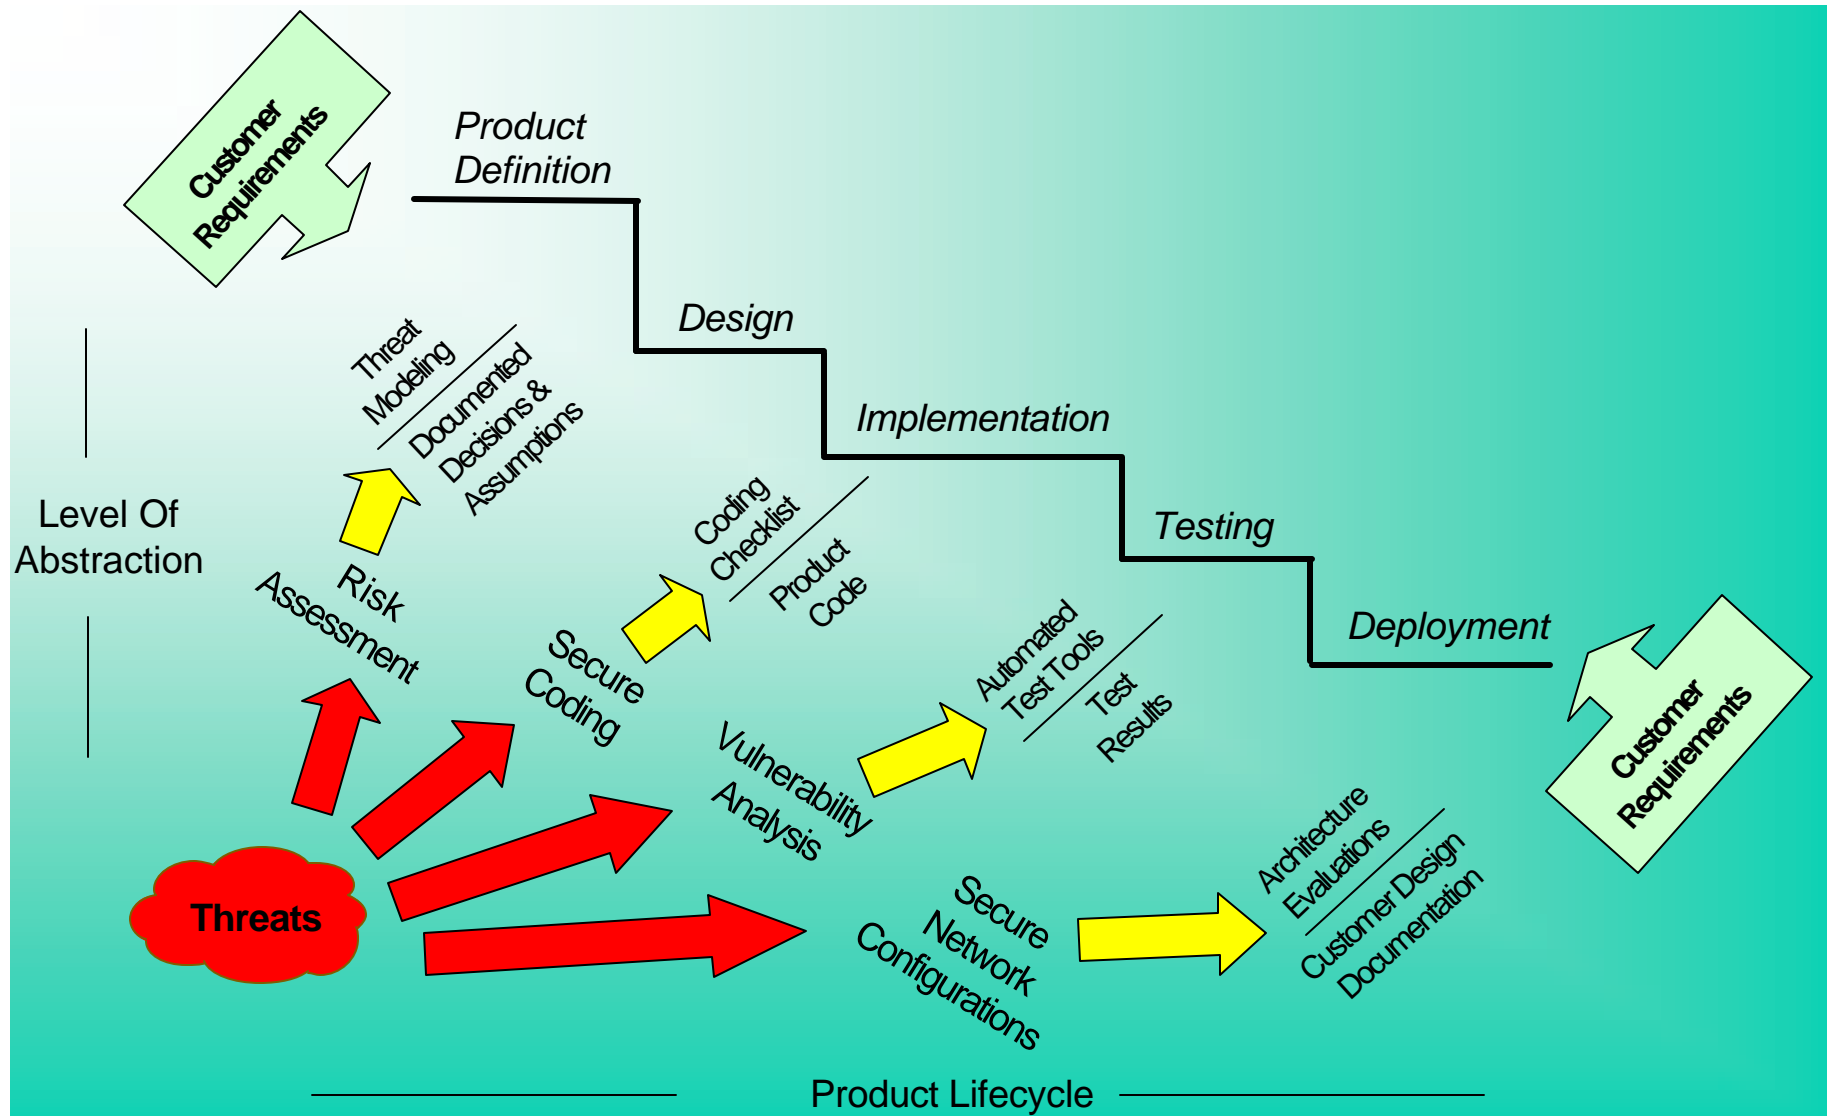 Customer
Requirements
Product
Definition
Design
Implementation
Testing
Deployment
Customer
Requirements
Level Of
Abstraction
Threat
Modeling
Documented
Decisions &
Assumptions
Risk
Assessment
Coding
Checklist
Product
Code
Secure
Coding
Automated
Test Tools
Test
Results
Vulnerability
Analysis
Architecture
Evaluations
Customer Design
Documentation
Secure
Network
Configurations
Threats
Product Lifecycle